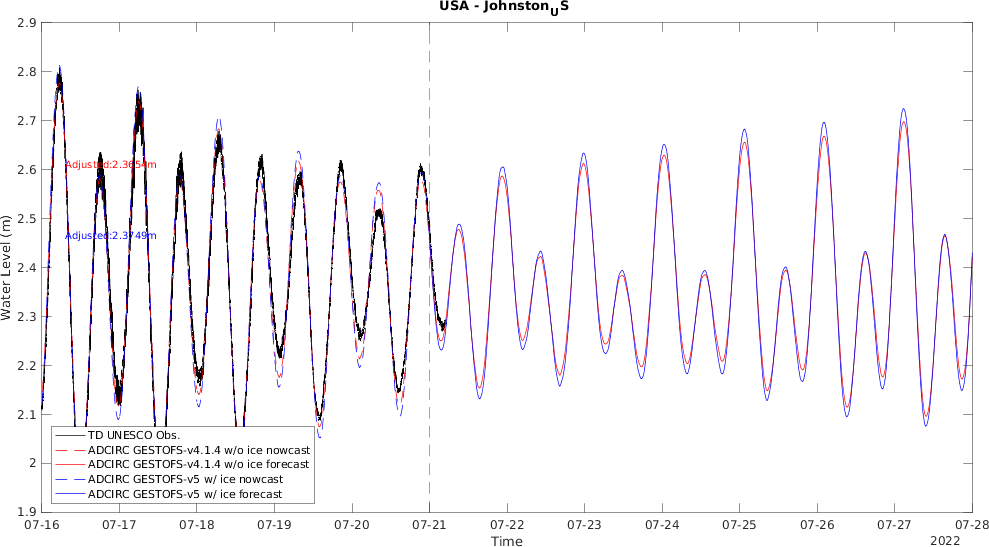 USA - Johnston_US
Water Level (m)
2.9
2.8
2.7
2.6
2.5
2.4
2.3
2.2
2.1
2
1.9
Adjusted:2.3654m
Adjusted:2.3749m
TD UNESCO Obs.
ADCIRC GESTOFS-v4.1.4 w/o ice nowcast
ADCIRC GESTOFS-v4.1.4 w/o ice forecast
ADCIRC GESTOFS-v5 w/ ice nowcast
ADCIRC GESTOFS-v5 w/ ice forecast
07-16 07-17 07-18 07-19 07-20 07-21 07-22 07-23 07-24 07-25 07-26 07-27 07-28
Time
2022